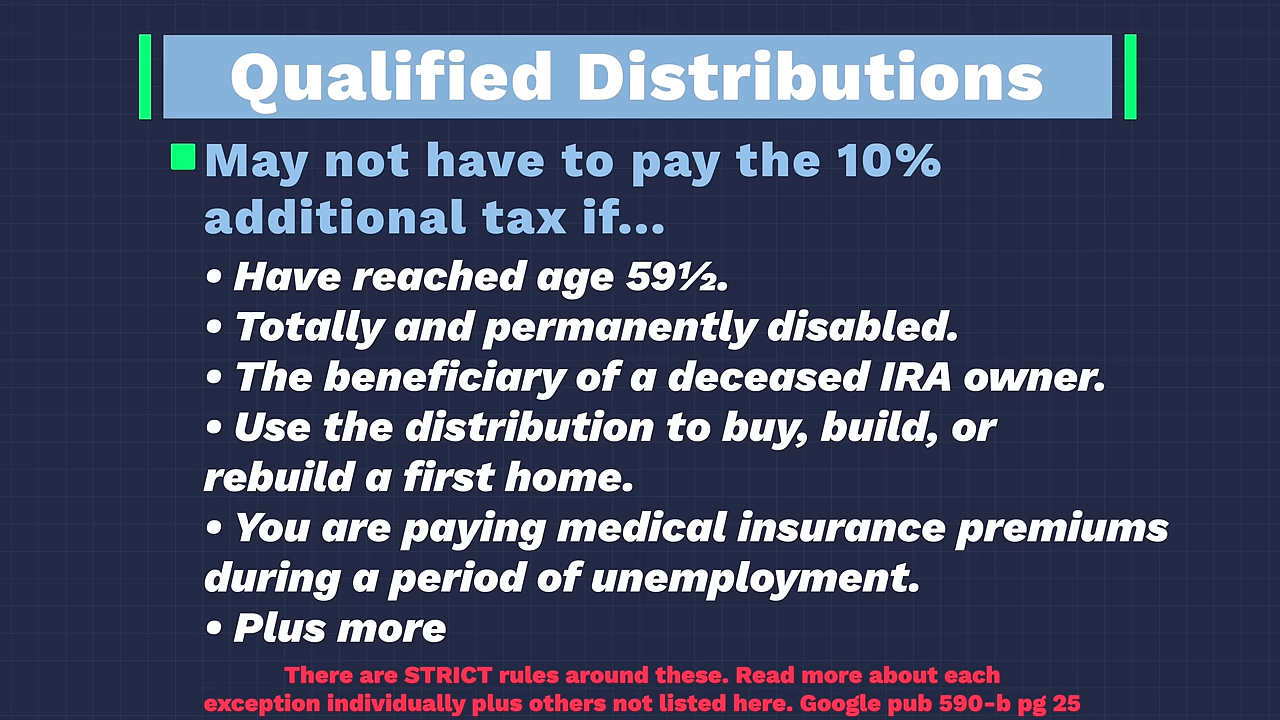 Qualified Distributions
May not have to pay the 10%
additional tax if...
• Have reached age 59½.
• Totally and permanently disabled.
• The beneficiary of a deceased IRA owner.
• Use the distribution to buy, build, or
rebuild a first home.
• You are paying medical insurance premiums
during a period of unemployment.
• Plus more
There are STRICT rules around these. Read more about each
exception individually plus others not listed here. Google pub 590-b pg 25